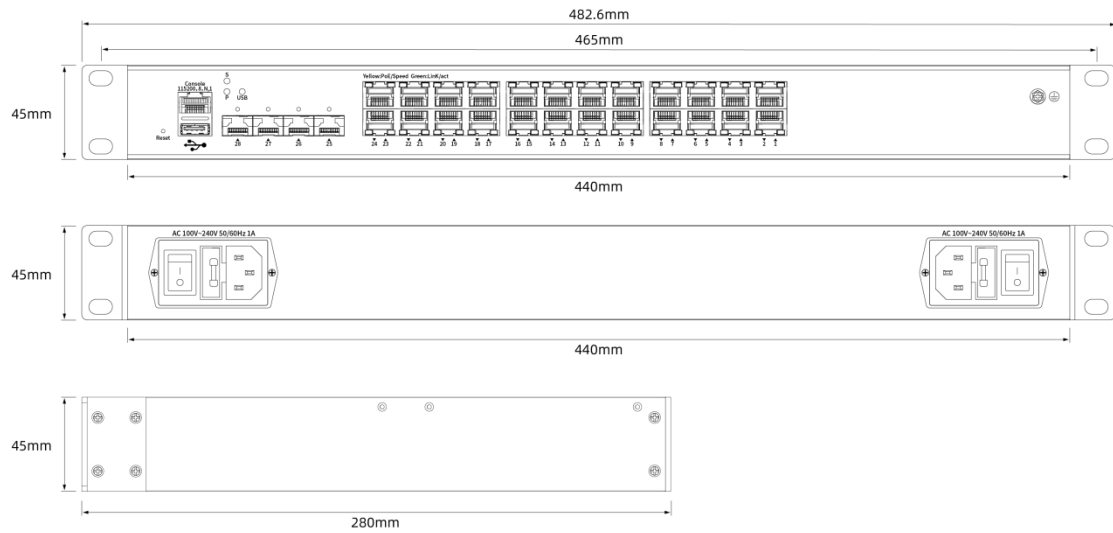 482.6mm
465mm
Yellow:PoE/Speed Green:LinK/act
Console
115200,8,N,1
S
P USB
45mm
Reset
28 27 26 25
24 23 22 21 20 19 18 17 16 15 14 13 12 11 10 9 8 7 6 5 4 3 2 1
440mm
AC 100V~240V 50/60Hz 1A AC 100V~240V 50/60Hz 1A
45mm
440mm
45mm
280mm